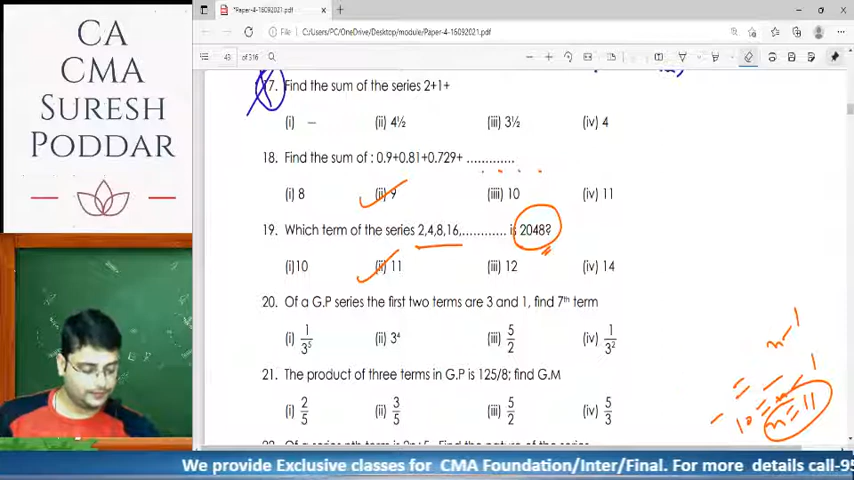 CA
CMA
SURESH
PODDAR
*Paper-4-16092021.pdf
File C:/Users/PC/OneDrive/Desktop/module/Paper-4-15092021.pdf
43 of 316
17. Find the sum of the series 2+1+
(i) – (ii) 4½ (iii) 3½ (iv) 4
18. Find the sum of : 0.9+0.81+0.729+ .............
(i) 8 (ii) 9 (iiii) 10 (iv) 11
19. Which term of the series 2,4,8,16,............ is 2048?
(i)10 (ii) 11 (iii) 12 (iv) 14
20. Of a G.P series the first two terms are 3 and 1, find 7th term
(i) 1/3⁵ (ii) 3⁴ (iii) 5/2 (iv) 1/3²
21. The product of three terms in G.P is 125/8; find G.M
(i) 2/5 (ii) 3/5 (iii) 5/2 (iv) 5/3
n-1
n=11
We provide Exclusive classes for CMA Foundation/Inter/Final. For more details call-95